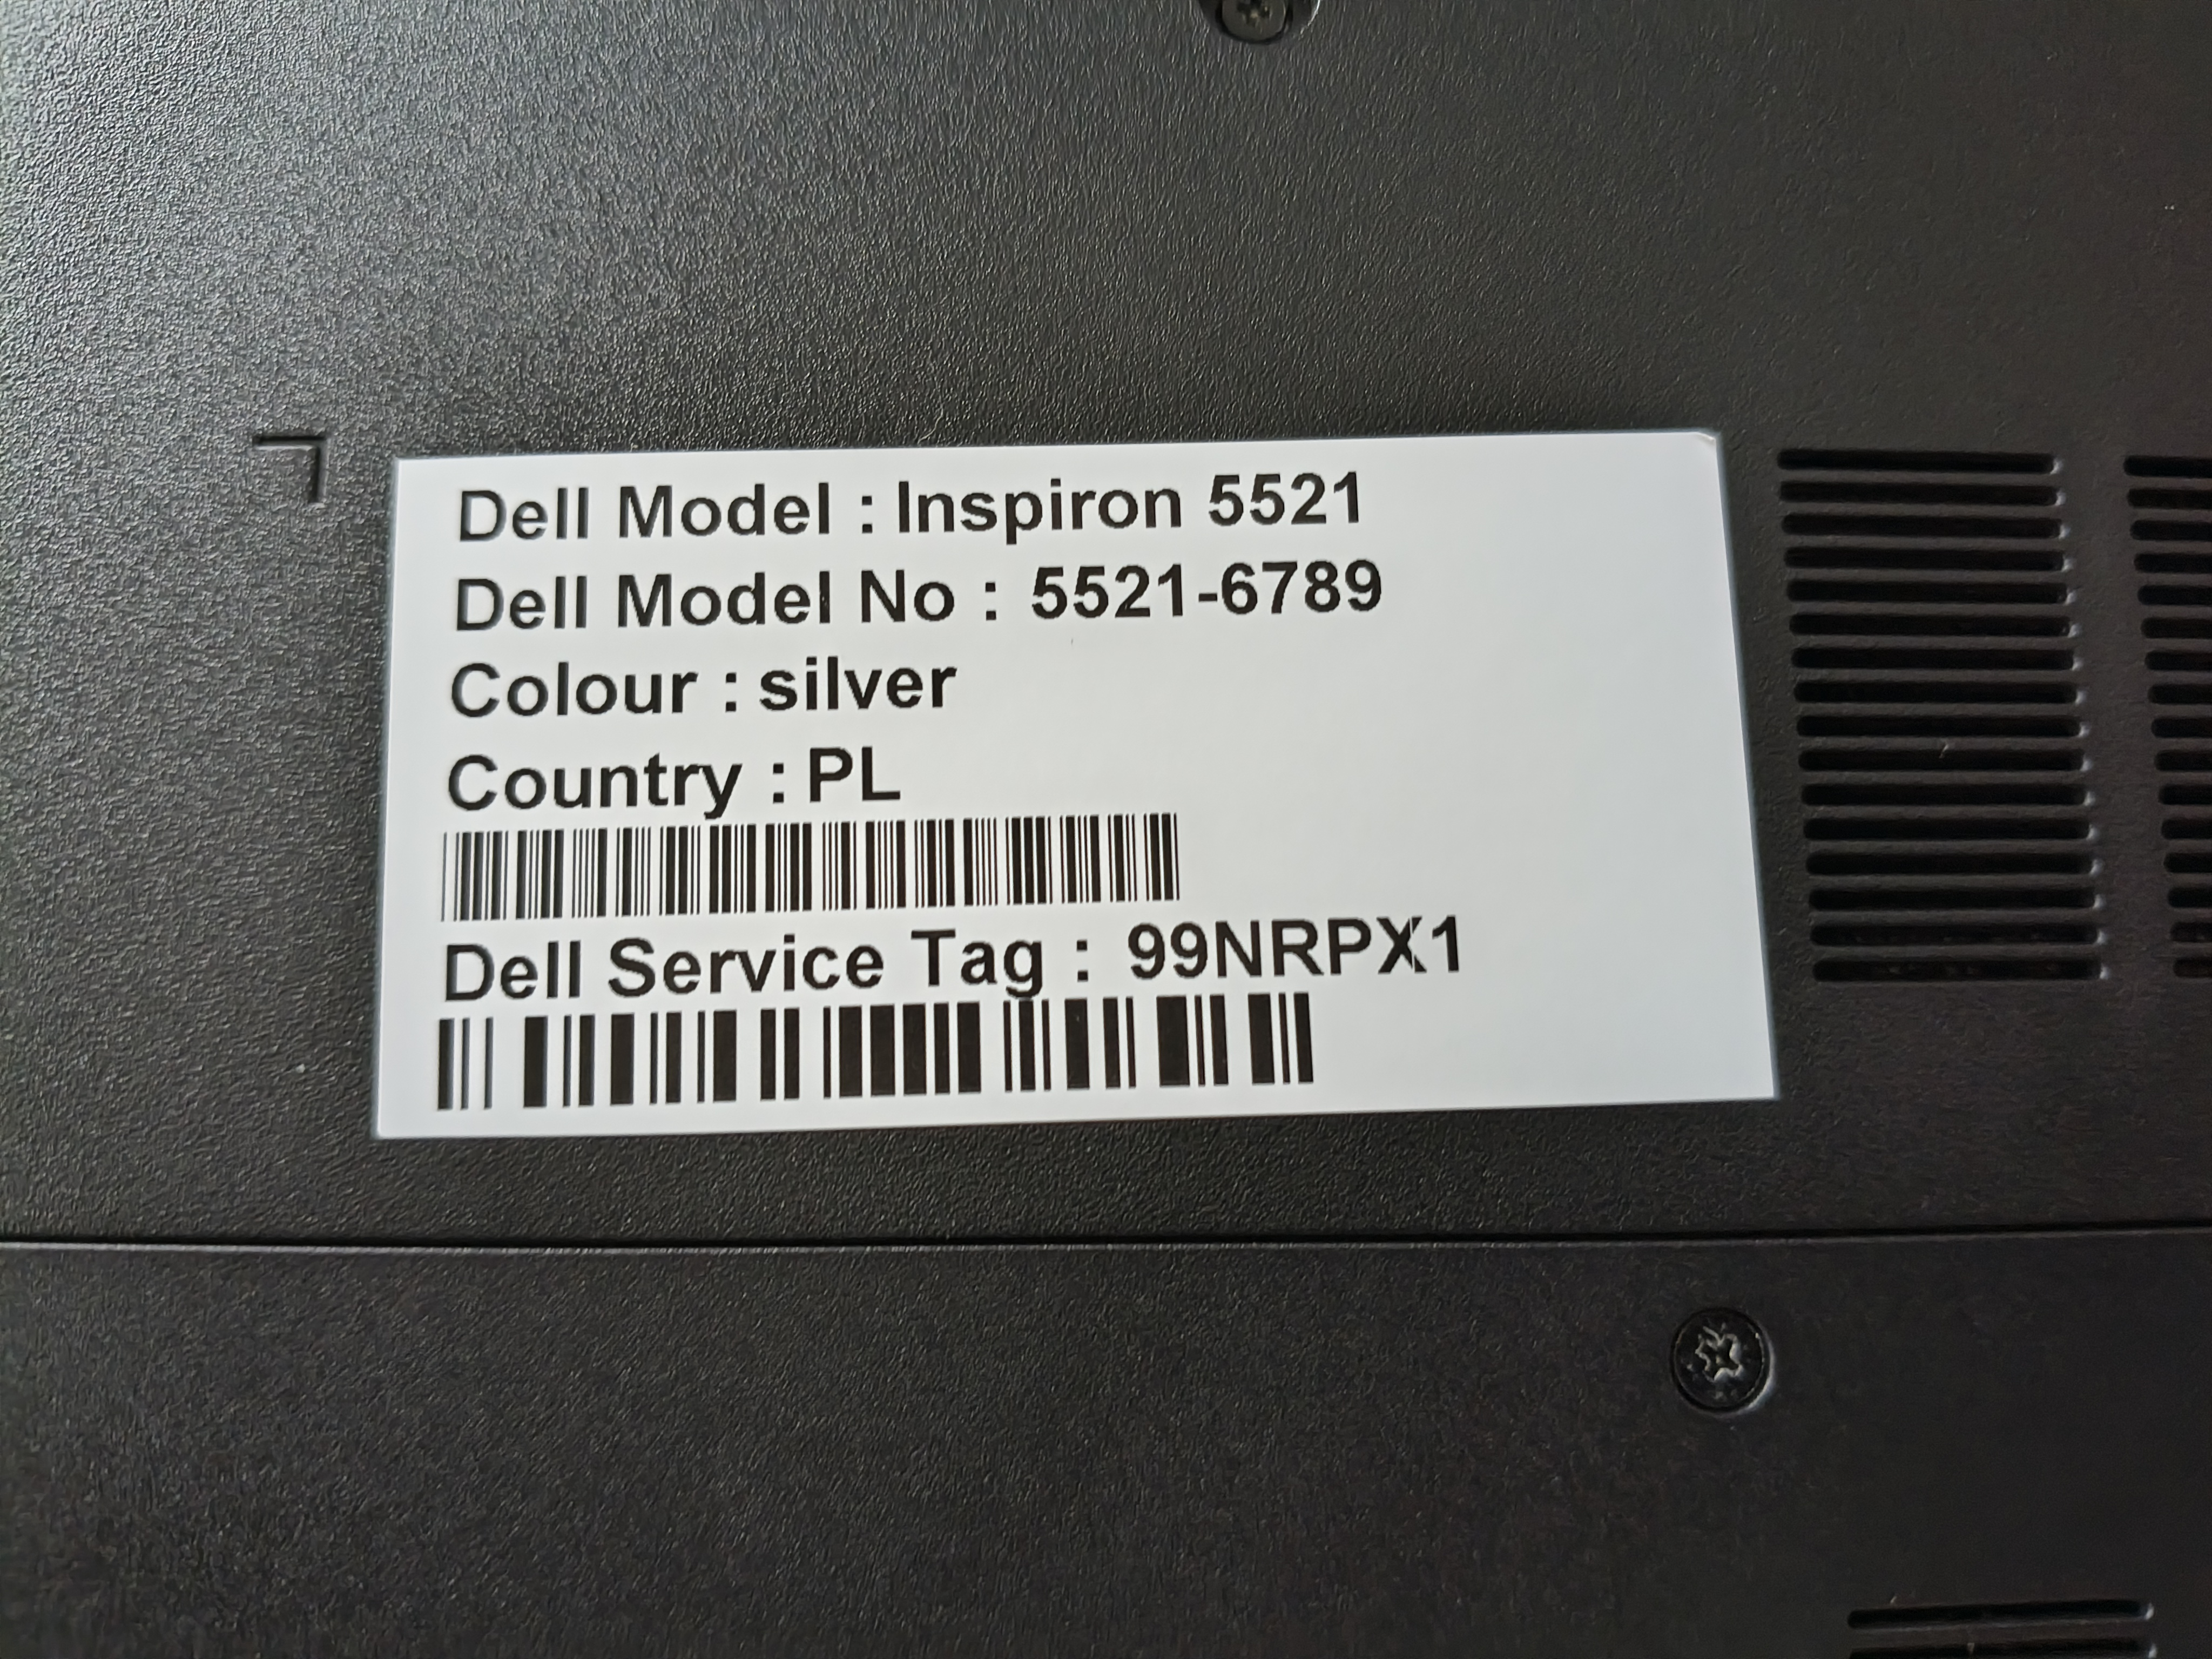 Dell Model : Inspiron 5521
Dell Model No : 5521-6789
Colour : silver
Country : PL
Dell Service Tag : 99NRPX1